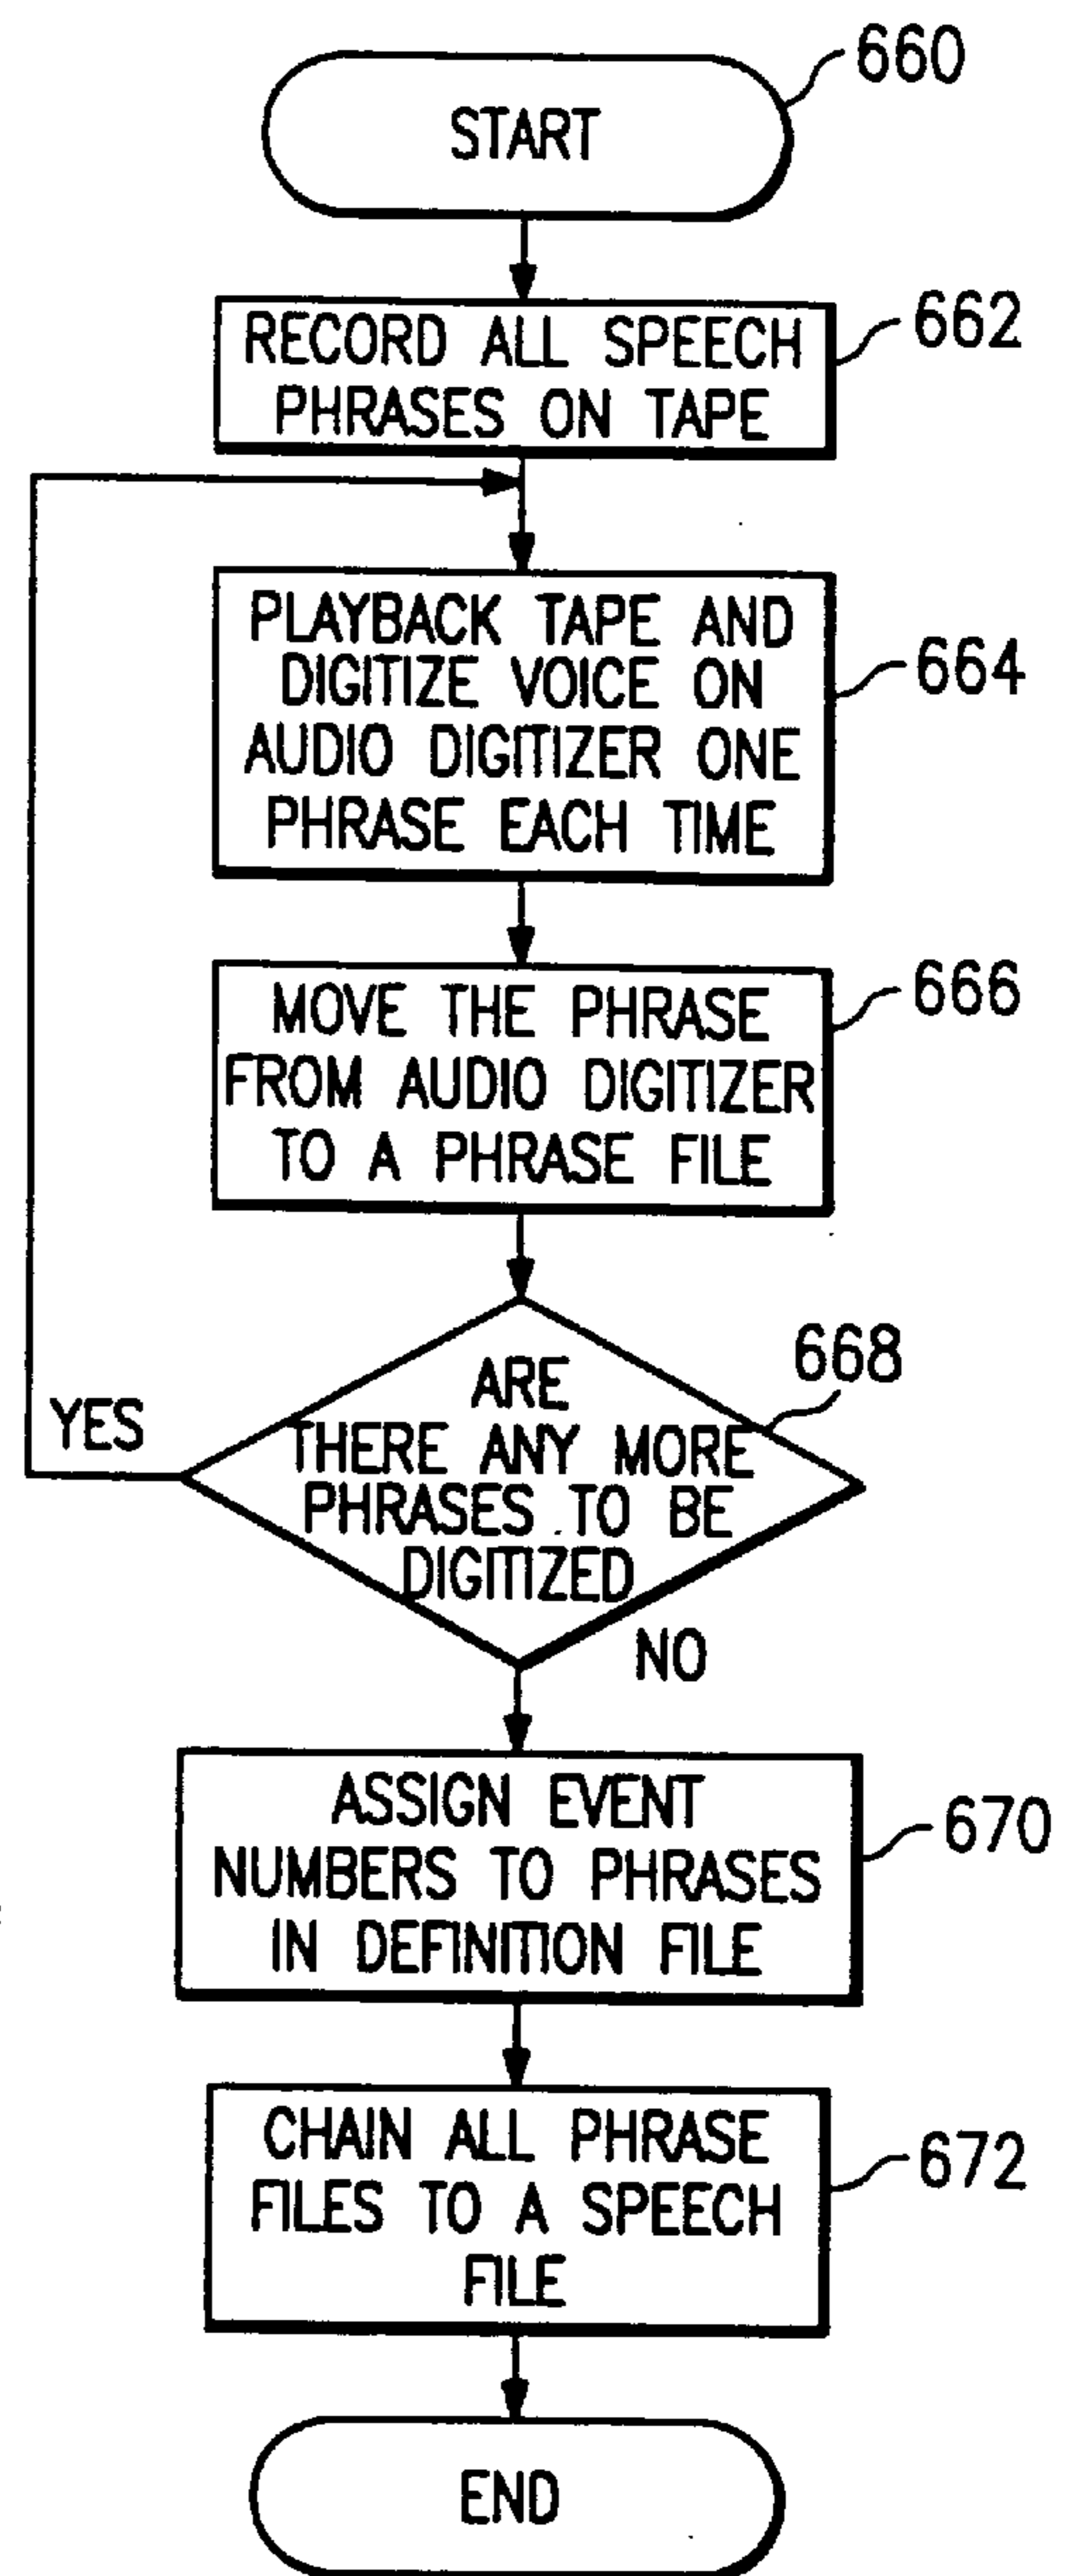 660
START
662
RECORD ALL SPEECH
PHRASES ON TAPE
664
PLAYBACK TAPE AND
DIGITIZE VOICE ON
AUDIO DIGITIZER ONE
PHRASE EACH TIME
666
MOVE THE PHRASE
FROM AUDIO DIGITIZER
TO A PHRASE FILE
668
ARE
THERE ANY MORE
PHRASES TO BE
DIGITIZED
YES
NO
670
ASSIGN EVENT
NUMBERS TO PHRASES
IN DEFINITION FILE
672
CHAIN ALL PHRASE
FILES TO A SPEECH
FILE
END